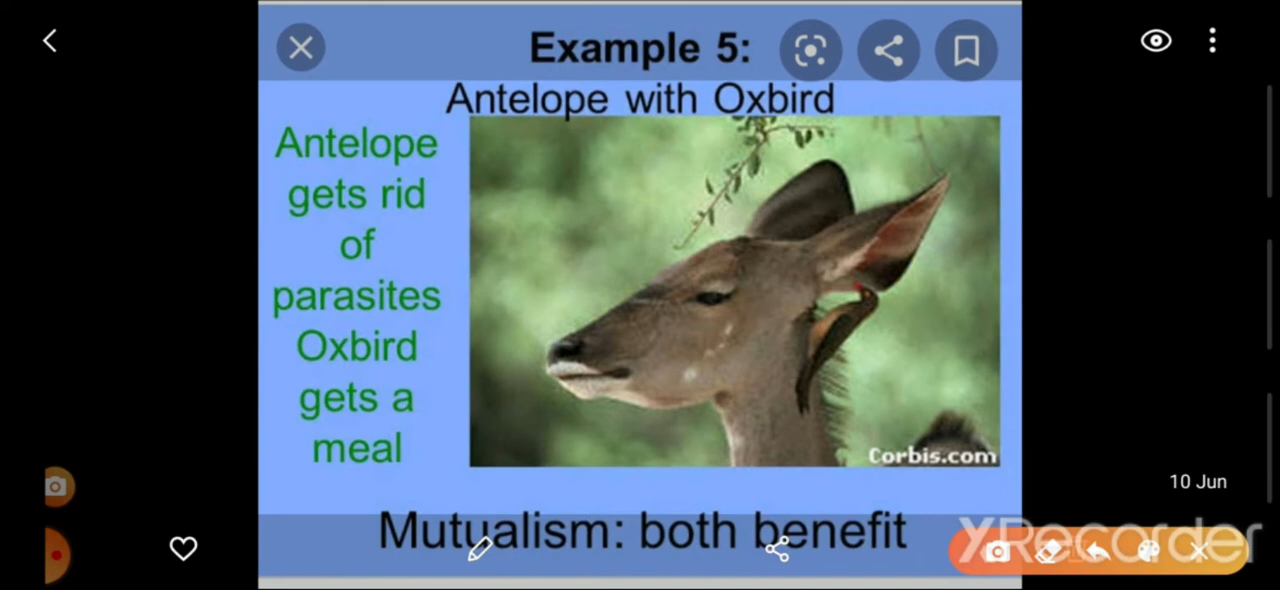 Example 5:
Antelope with Oxbird
Antelope
gets rid
of
parasites
Oxbird
gets a
meal
Corbis.com
10 Jun
Mutualism: both benefit
XRecorder